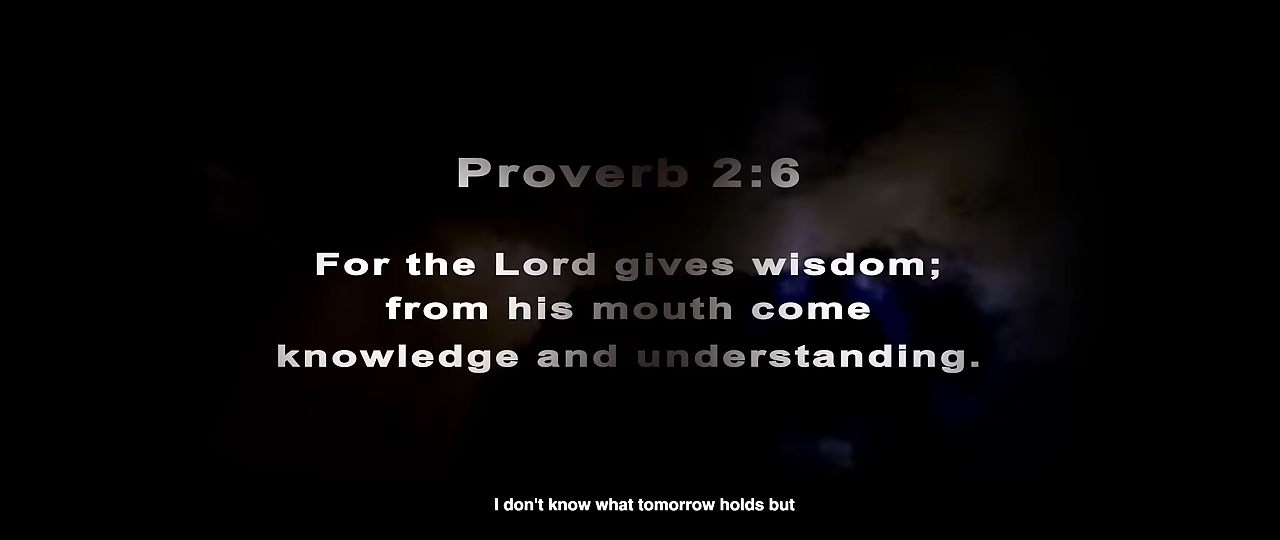 Proverb 2:6
For the Lord gives wisdom;
from his mouth come
knowledge and understanding.
I don't know what tomorrow holds but